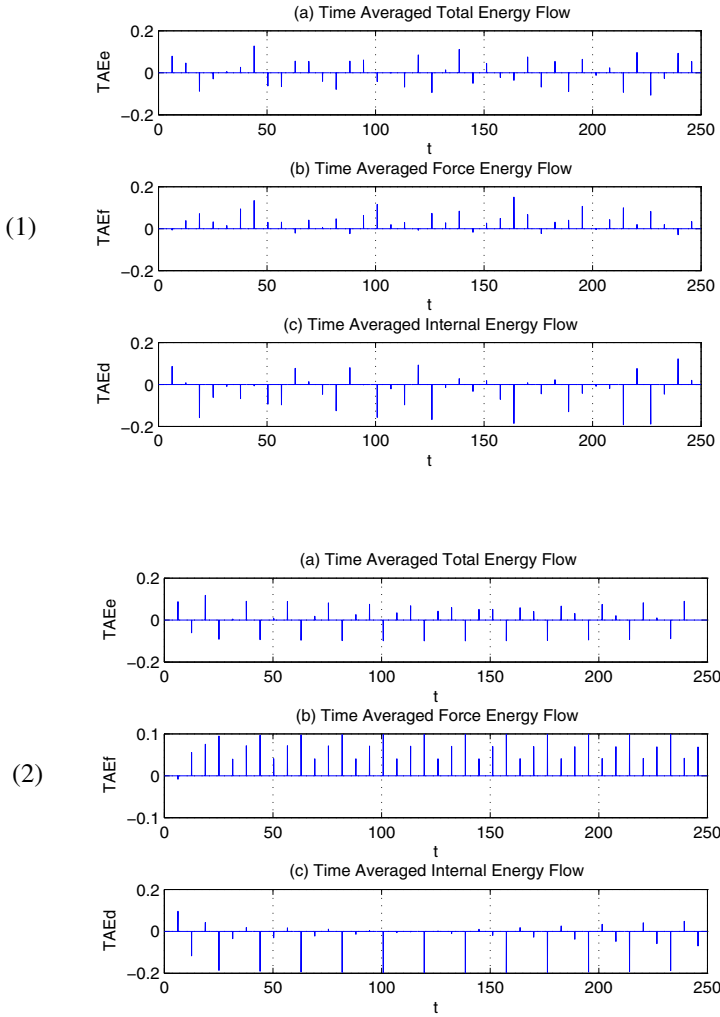 (1)
(a) Time Averaged Total Energy Flow
TAEe
0.2
0
−0.2
0 50 100 150 200 250
t
(b) Time Averaged Force Energy Flow
TAEf
0.2
0
−0.2
0 50 100 150 200 250
t
(c) Time Averaged Internal Energy Flow
TAEd
0.2
0
−0.2
0 50 100 150 200 250
t
(2)
(a) Time Averaged Total Energy Flow
TAEe
0.2
0
−0.2
0 50 100 150 200 250
t
(b) Time Averaged Force Energy Flow
TAEf
0.1
0
−0.1
0 50 100 150 200 250
t
(c) Time Averaged Internal Energy Flow
TAEd
0.2
0
−0.2
0 50 100 150 200 250
t